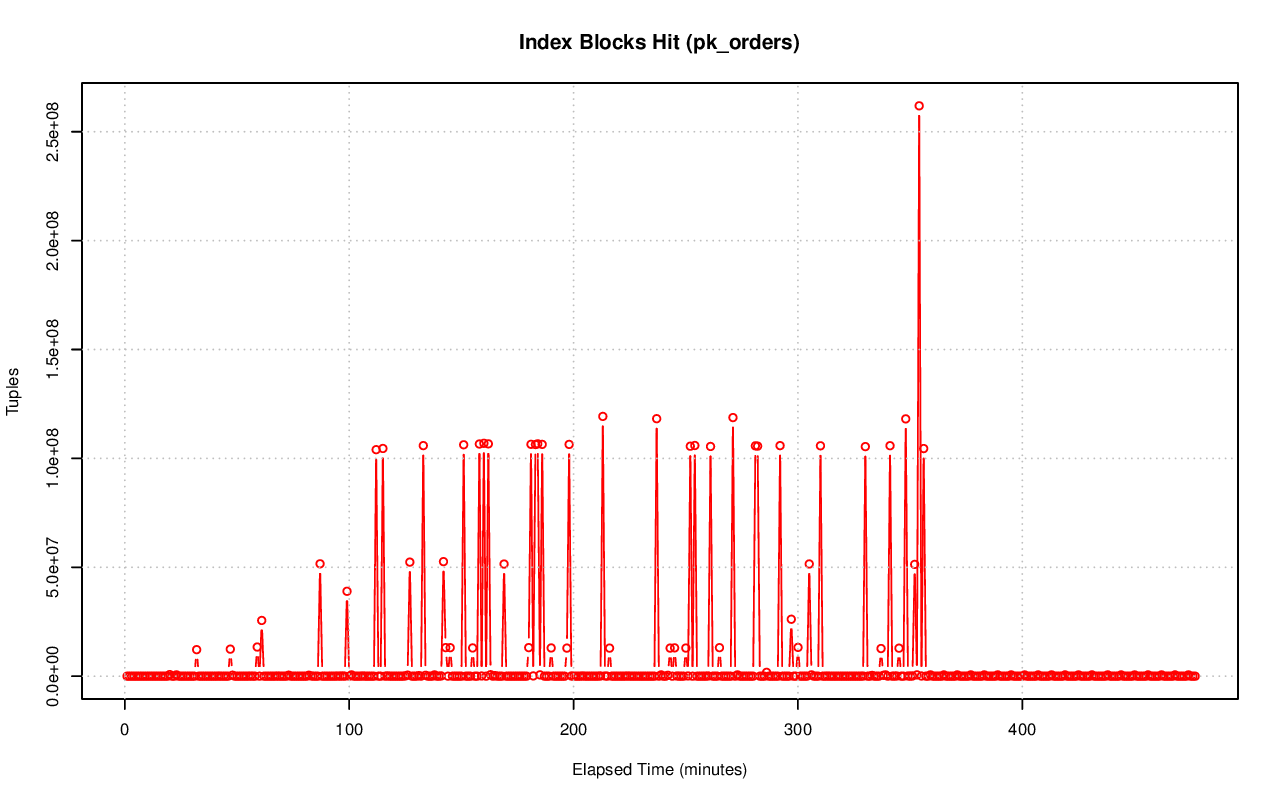 Index Blocks Hit (pk_orders)
Tuples
2.5e+08
2.0e+08
1.5e+08
1.0e+08
5.0e+07
0.0e+00
0 100 200 300 400
Elapsed Time (minutes)